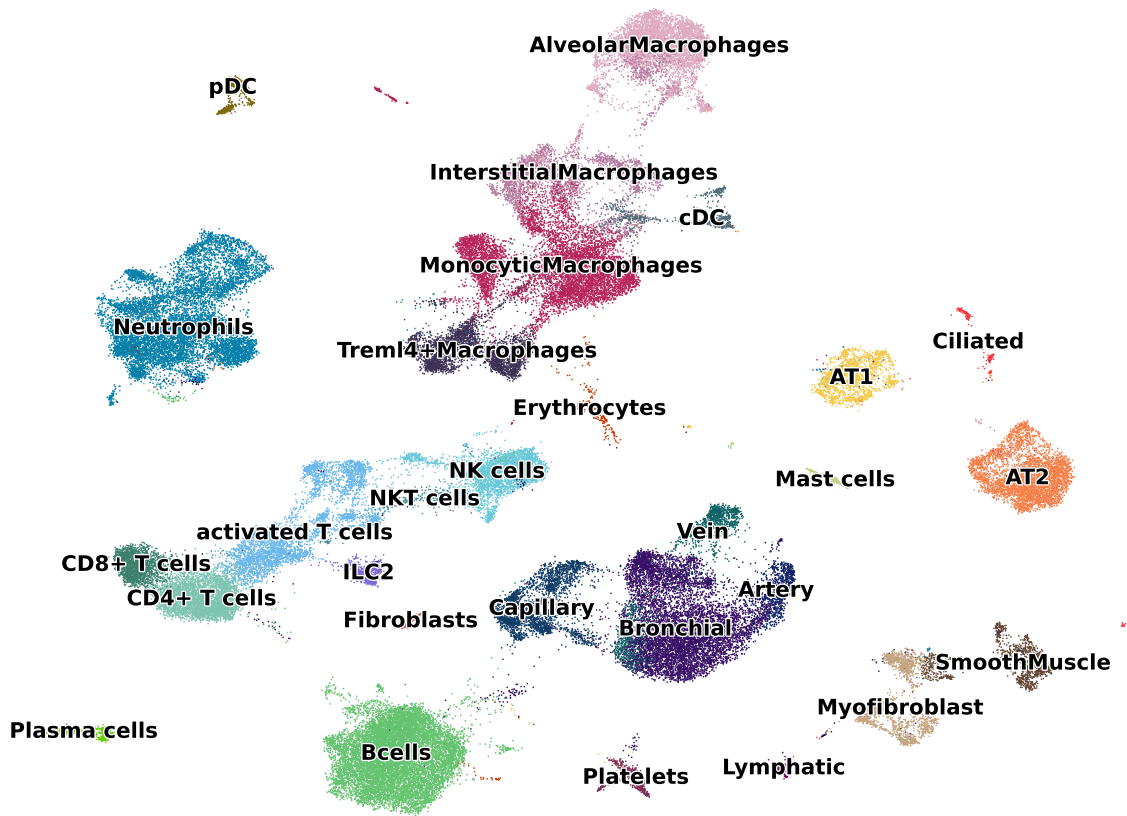 AlveolarMacrophages
pDC
InterstitialMacrophages
cDC
MonocyticMacrophages
Neutrophils
Ciliated
Treml4+Macrophages
AT1
Erythrocytes
NK cells
AT2
Mast cells
NKT cells
Vein
activated T cells
CD8+ T cells
ILC2
Artery
CD4+ T cells
Capillary
Fibroblasts
Bronchial
SmoothMuscle
Myofibroblast
Plasma cells
Bcells
Lymphatic
Platelets